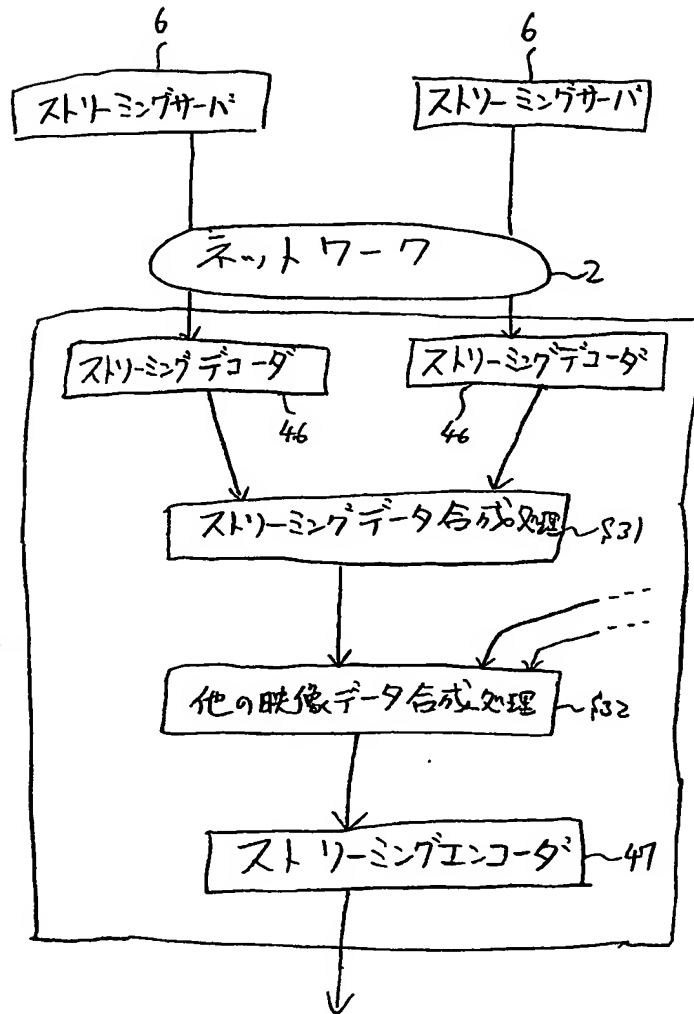 6
6
ストリーミングサーバ
ストリーミングサーバ
ネットワーク
2
ストリーミングデコーダ
ストリーミングデコーダ
46
46
ストリーミングデータ合成処理
S31
他の映像データ合成処理
S32
ストリーミングエンコーダ
47